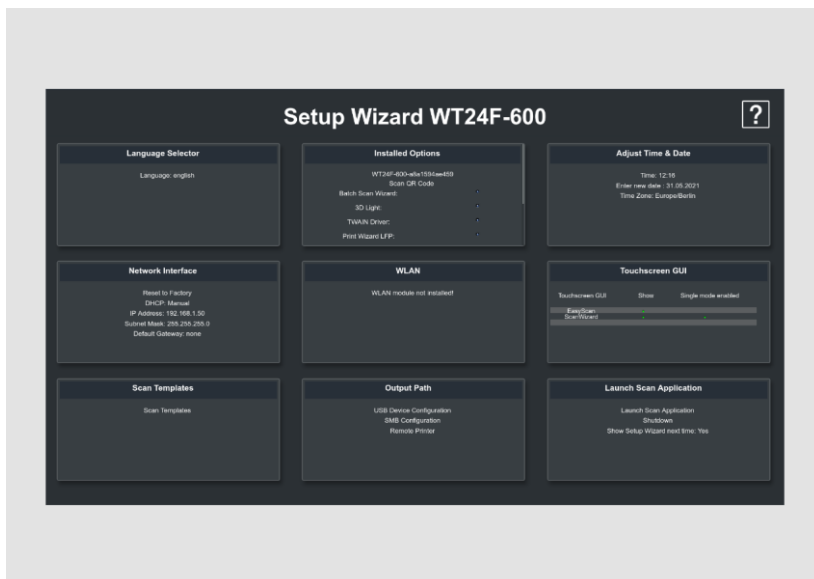 Setup Wizard WT24F-600
?
Language Selector
Language: english
Installed Options
WT24F-600-a8a1594ee459
Scan QR Code
Batch Scan Wizard:
3D Light:
TWAIN Driver:
Print Wizard LFP:
Adjust Time & Date
Time: 12:16
Enter new date : 31.05.2021
Time Zone: Europe/Berlin
Network Interface
Reset to Factory
DHCP: Manual
IP Address: 192.168.1.50
Subnet Mask: 255.255.255.0
Default Gateway: none
WLAN
WLAN module not installed!
Touchscreen GUI
Touchscreen GUI Show Single mode enabled
EasyScan
ScanWizard
Scan Templates
Scan Templates
Output Path
USB Device Configuration
SMB Configuration
Remote Printer
Launch Scan Application
Launch Scan Application
Shutdown
Show Setup Wizard next time: Yes